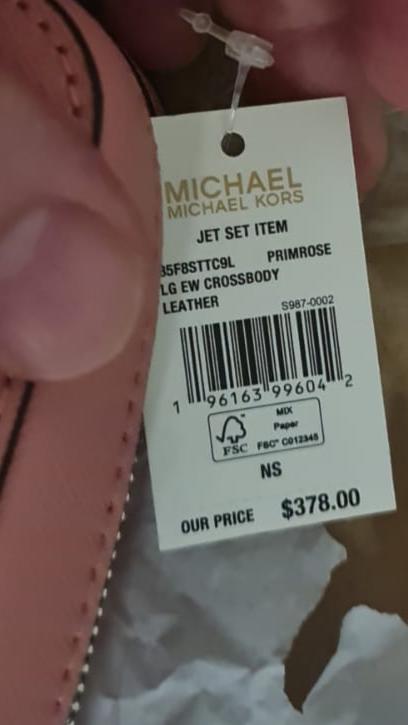 MICHAEL
MICHAEL KORS
JET SET ITEM
35F8STTC9L PRIMROSE
LG EW CROSSBODY
LEATHER
S987-0002
1 96163 99604 2
FSC
MIX
Paper
FSC™ C012345
NS
OUR PRICE $378.00